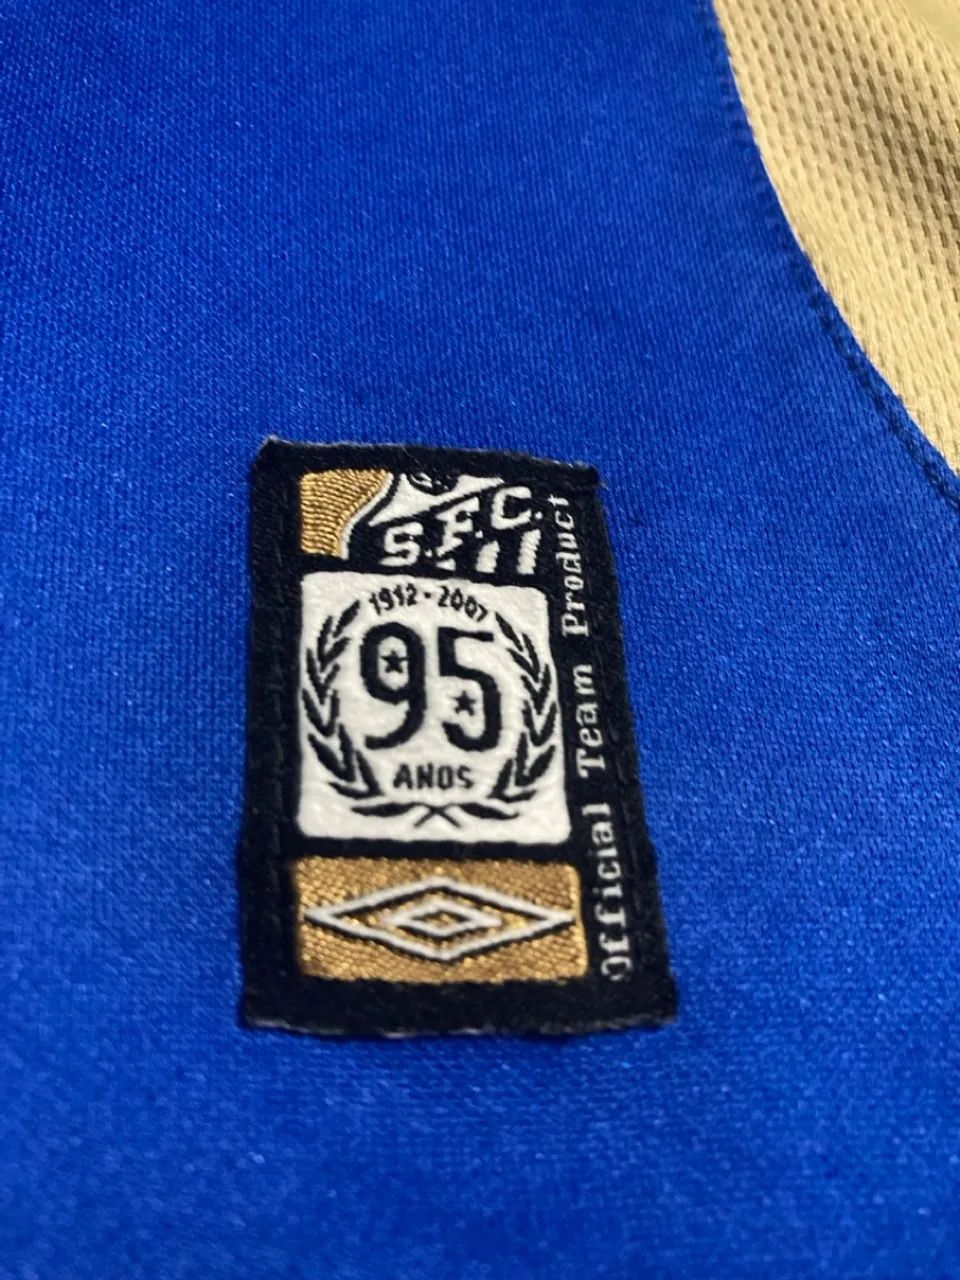 S.F.C.
1912 - 2007
95
ANOS
Official Team Product